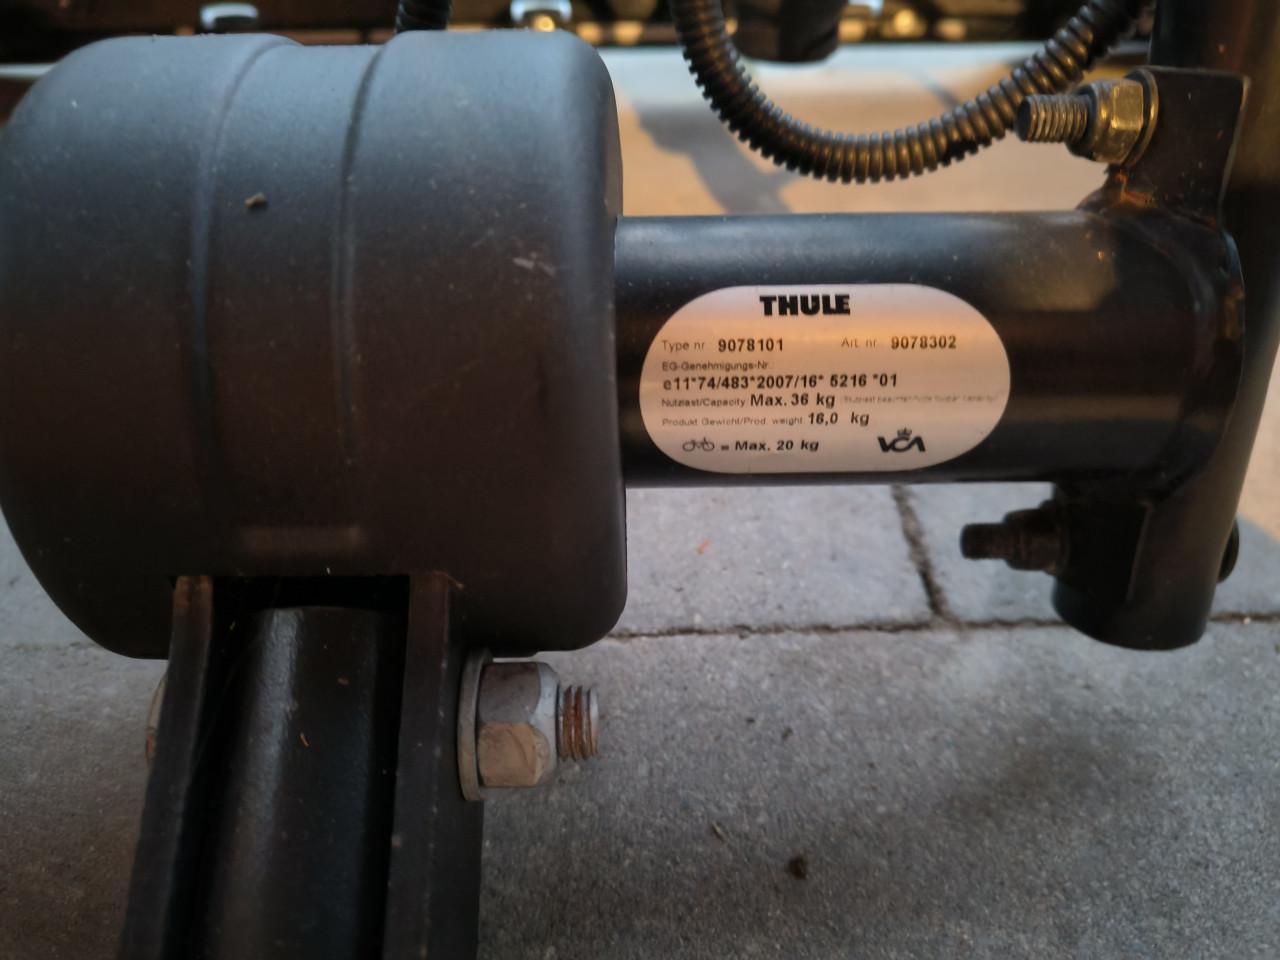 THULE
Type nr. 9078101 Art. nr. 9078302
EG-Genehmigungs-Nr.:
e11*74/483*2007/16* 5216 *01
Nutzlast/Capacity Max. 36 kg
Produkt Gewicht/Prod. weight 16,0 kg
= Max. 20 kg VCA